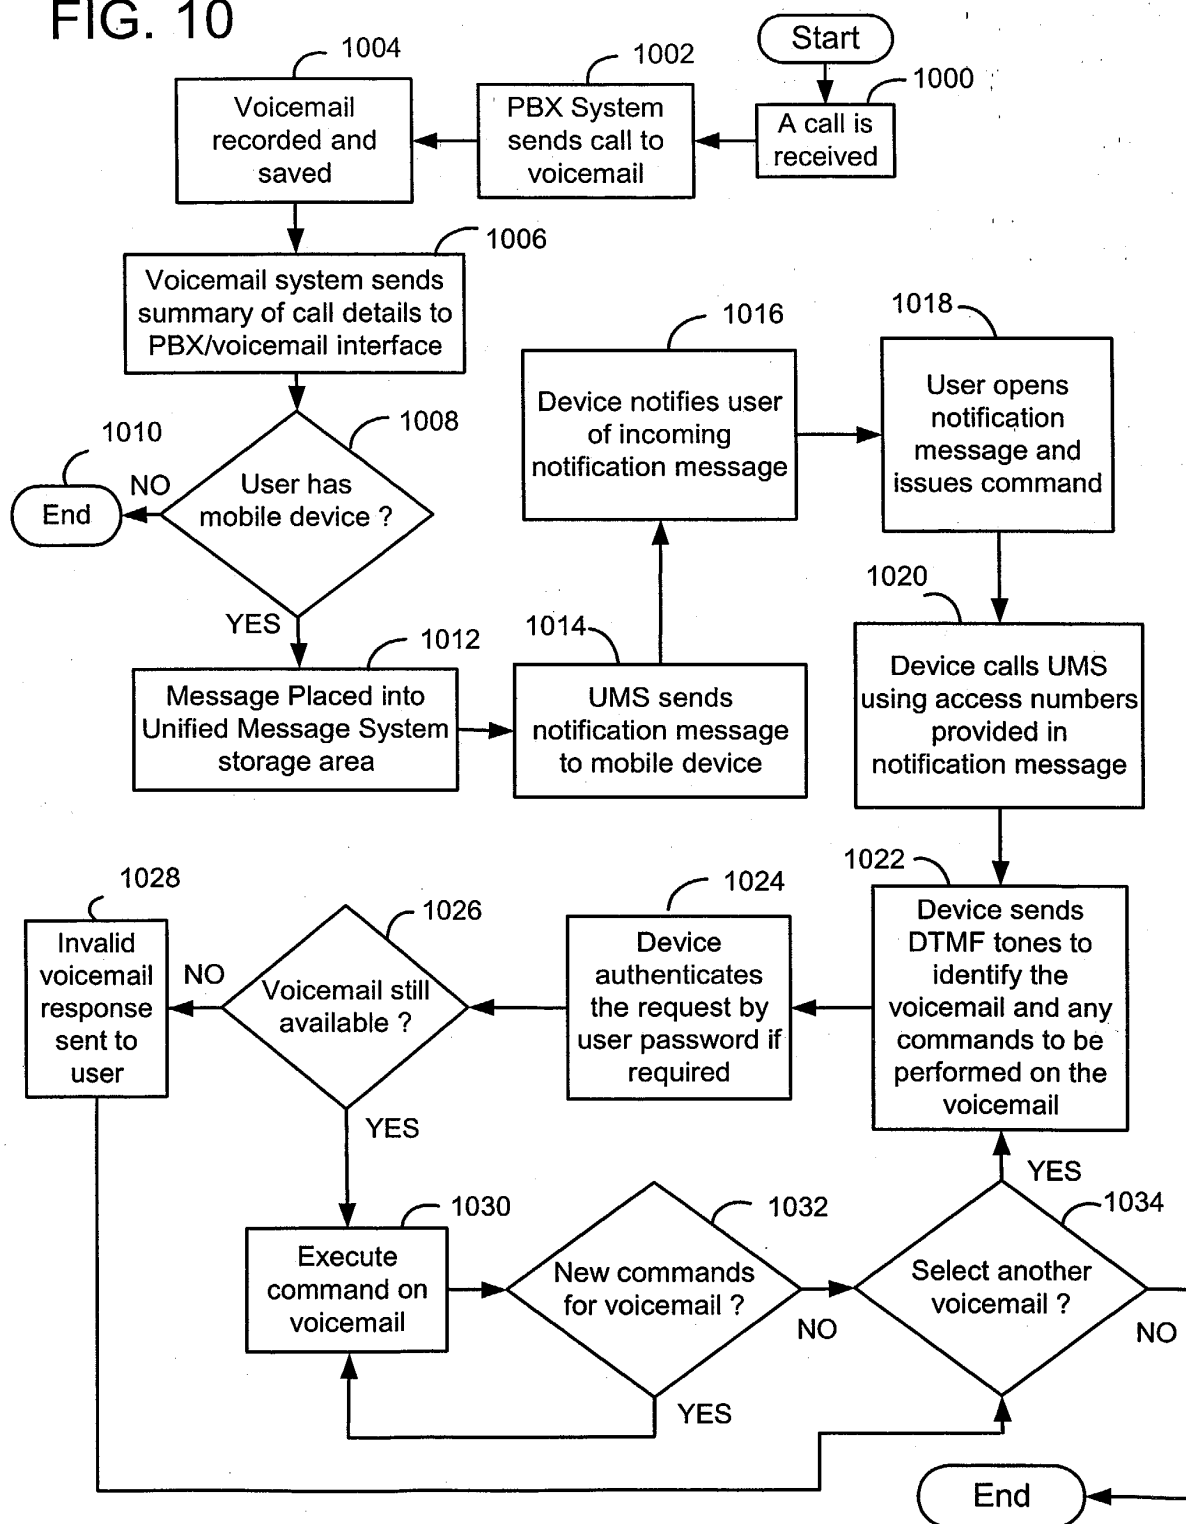 FIG. 10
Start
1000
A call is
received
1002
PBX System
sends call to
voicemail
1004
Voicemail
recorded and
saved
1006
Voicemail system sends
summary of call details to
PBX/voicemail interface
1008
User has
mobile device ?
NO
1010
End
YES
1012
Message Placed into
Unified Message System
storage area
1014
UMS sends
notification message
to mobile device
1016
Device notifies user
of incoming
notification message
1018
User opens
notification
message and
issues command
1020
Device calls UMS
using access numbers
provided in
notification message
1022
Device sends
DTMF tones to
identify the
voicemail and any
commands to be
performed on the
voicemail
1024
Device
authenticates
the request by
user password if
required
1026
Voicemail still
available ?
NO
1028
Invalid
voicemail
response
sent to
user
YES
1030
Execute
command on
voicemail
1032
New commands
for voicemail ?
YES
NO
1034
Select another
voicemail ?
YES
NO
End